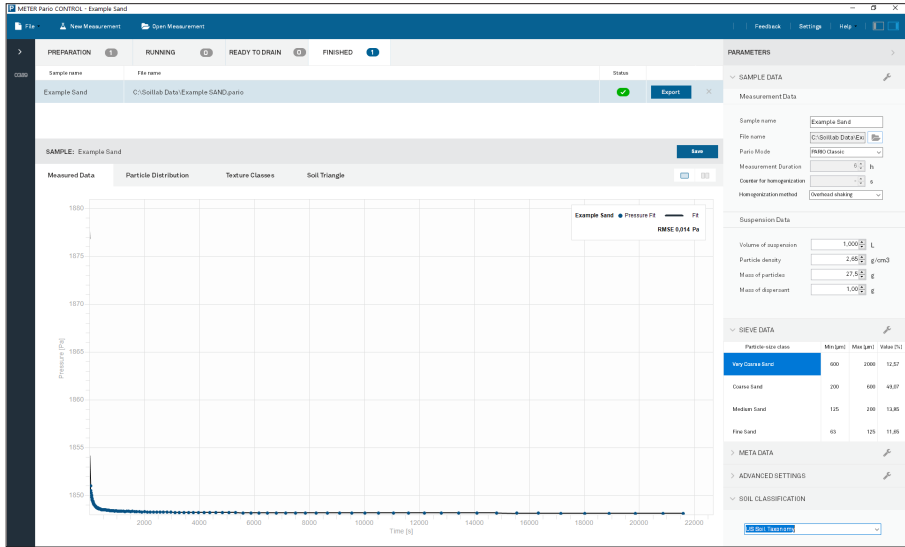 METER Pario CONTROL - Example Sand
File
New Measurement
Open Measurement
Feedback
Settings
Help
PREPARATION 1
RUNNING 0
READY TO DRAIN 0
FINISHED 1
Sample name
File name
Status
Example Sand
C:\Soillab Data\Example SAND.pario
Export
SAMPLE: Example Sand
Save
Measured Data
Particle Distribution
Texture Classes
Soil Triangle
Example Sand Pressure Fit Fit
RMSE 0,014 Pa
1880
1875
1870
1865
1860
1855
1850
Pressure [Pa]
2000 4000 6000 8000 10000 12000 14000 16000 18000 20000 22000
Time [s]
PARAMETERS
SAMPLE DATA
Measurement Data
Sample name Example Sand
File name C:\Soillab Data\Exa
Pario Mode PARIO Classic
Measurement Duration 6 h
Counter for homogenization - s
Homogenization method Overhead shaking
Suspension Data
Volume of suspension 1,000 L
Particle density 2,65 g/cm3
Mass of particles 27,5 g
Mass of dispersant 1,00 g
SIEVE DATA
Particle-size class Min [µm] Max [µm] Value [%]
Very Coarse Sand 600 2000 12,57
Coarse Sand 200 600 49,07
Medium Sand 125 200 13,85
Fine Sand 63 125 11,65
META DATA
ADVANCED SETTINGS
SOIL CLASSIFICATION
US Soil Taxonomy